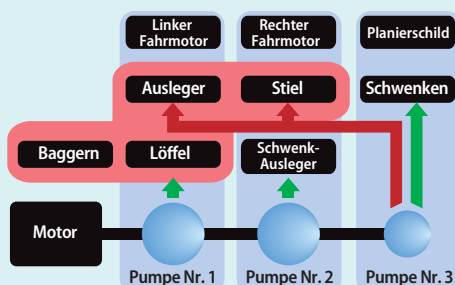 Linker
Fahrmotor
Rechter
Fahrmotor
Planierschild
Ausleger
Stiel
Schwenken
Baggern
Löffel
Schwenk-
Ausleger
Motor
Pumpe Nr. 1
Pumpe Nr. 2
Pumpe Nr. 3